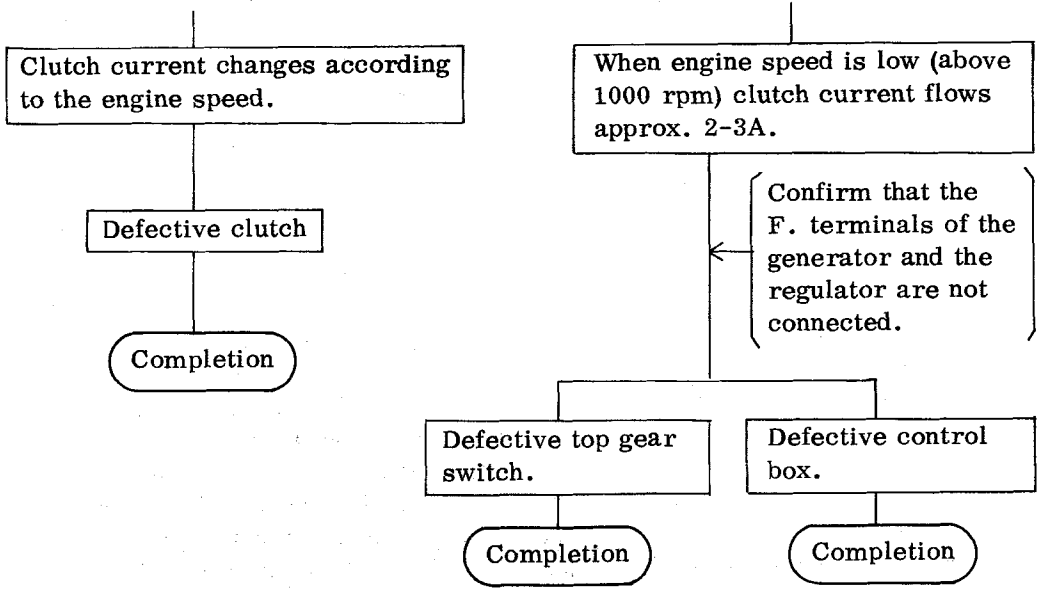 Clutch current changes according
to the engine speed.
Defective clutch
Completion
When engine speed is low (above
1000 rpm) clutch current flows
approx. 2-3A.
Confirm that the
F. terminals of the
generator and the
regulator are not
connected.
Defective top gear
switch.
Completion
Defective control
box.
Completion